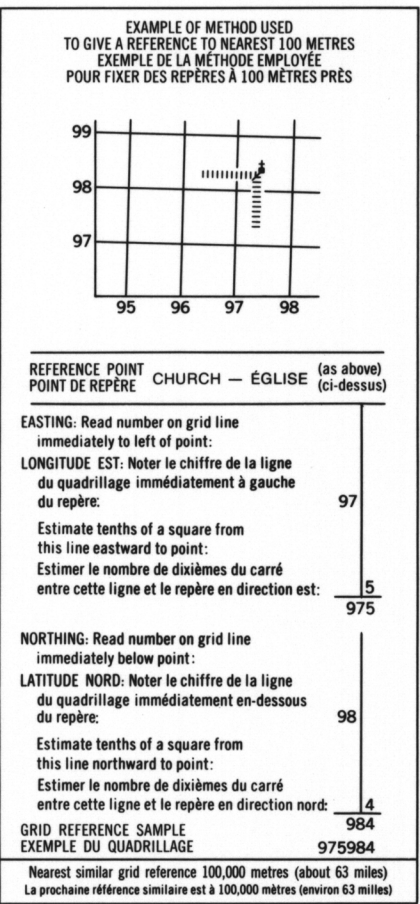 EXAMPLE OF METHOD USED
TO GIVE A REFERENCE TO NEAREST 100 METRES
EXEMPLE DE LA MÉTHODE EMPLOYÉE
POUR FIXER DES REPÈRES À 100 MÈTRES PRÈS
99
98
97
95 96 97 98
REFERENCE POINT CHURCH — ÉGLISE (as above)
POINT DE REPÈRE (ci-dessus)
EASTING: Read number on grid line
immediately to left of point:
LONGITUDE EST: Noter le chiffre de la ligne
du quadrillage immédiatement à gauche
du repère: 97
Estimate tenths of a square from
this line eastward to point:
Estimer le nombre de dixièmes du carré
entre cette ligne et le repère en direction est: 5
975
NORTHING: Read number on grid line
immediately below point:
LATITUDE NORD: Noter le chiffre de la ligne
du quadrillage immédiatement en-dessous
du repère: 98
Estimate tenths of a square from
this line northward to point:
Estimer le nombre de dixièmes du carré
entre cette ligne et le repère en direction nord: 4
984
GRID REFERENCE SAMPLE
EXEMPLE DU QUADRILLAGE 975984
Nearest similar grid reference 100,000 metres (about 63 miles)
La prochaine référence similaire est à 100,000 mètres (environ 63 milles)